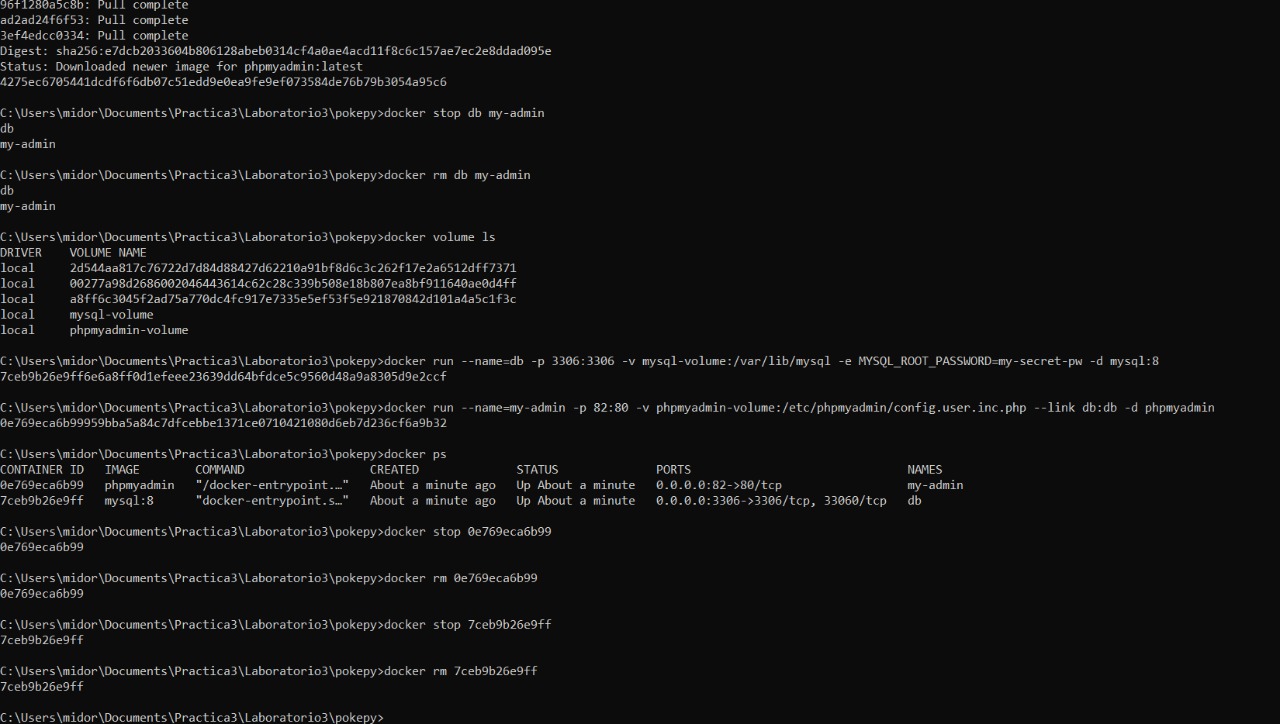 96f1280a5c8b: Pull complete
ad2ad24f6f53: Pull complete
3ef4edcc0334: Pull complete
Digest: sha256:e7dcb2033604b806128abeb0314cf4a0ae4acd11f8c6c157ae7ec2e8ddad095e
Status: Downloaded newer image for phpmyadmin:latest
4275ec6705441dcdf6f6db07c51edd9e0ea9fe9ef073584de76b79b3054a95c6
C:\Users\midor\Documents\Practica3\Laboratorio3\pokepy>docker stop db my-admin
db
my-admin
C:\Users\midor\Documents\Practica3\Laboratorio3\pokepy>docker rm db my-admin
db
my-admin
C:\Users\midor\Documents\Practica3\Laboratorio3\pokepy>docker volume ls
DRIVER    VOLUME NAME
local     2d544aa817c76722d7d84d88427d62210a91bf8d6c3c262f17e2a6512dff7371
local     00277a98d2686002046443614c62c28c339b508e18b807ea8bf911640ae0d4ff
local     a8ff6c3045f2ad75a770dc4fc917e7335e5ef53f5e921870842d101a4a5c1f3c
local     mysql-volume
local     phpmyadmin-volume
C:\Users\midor\Documents\Practica3\Laboratorio3\pokepy>docker run --name=db -p 3306:3306 -v mysql-volume:/var/lib/mysql -e MYSQL_ROOT_PASSWORD=my-secret-pw -d mysql:8
7ceb9b26e9ff6e6a8ff0d1efeee23639dd64bfdce5c9560d48a9a8305d9e2ccf
C:\Users\midor\Documents\Practica3\Laboratorio3\pokepy>docker run --name=my-admin -p 82:80 -v phpmyadmin-volume:/etc/phpmyadmin/config.user.inc.php --link db:db -d phpmyadmin
0e769eca6b99959bba5a84c7dfcebbe1371ce0710421080d6eb7d236cf6a9b32
C:\Users\midor\Documents\Practica3\Laboratorio3\pokepy>docker ps
CONTAINER ID   IMAGE        COMMAND                  CREATED              STATUS              PORTS                               NAMES
0e769eca6b99   phpmyadmin   "/docker-entrypoint.…"   About a minute ago   Up About a minute   0.0.0.0:82->80/tcp                  my-admin
7ceb9b26e9ff   mysql:8      "docker-entrypoint.s…"   About a minute ago   Up About a minute   0.0.0.0:3306->3306/tcp, 33060/tcp   db
C:\Users\midor\Documents\Practica3\Laboratorio3\pokepy>docker stop 0e769eca6b99
0e769eca6b99
C:\Users\midor\Documents\Practica3\Laboratorio3\pokepy>docker rm 0e769eca6b99
0e769eca6b99
C:\Users\midor\Documents\Practica3\Laboratorio3\pokepy>docker stop 7ceb9b26e9ff
7ceb9b26e9ff
C:\Users\midor\Documents\Practica3\Laboratorio3\pokepy>docker rm 7ceb9b26e9ff
7ceb9b26e9ff
C:\Users\midor\Documents\Practica3\Laboratorio3\pokepy>